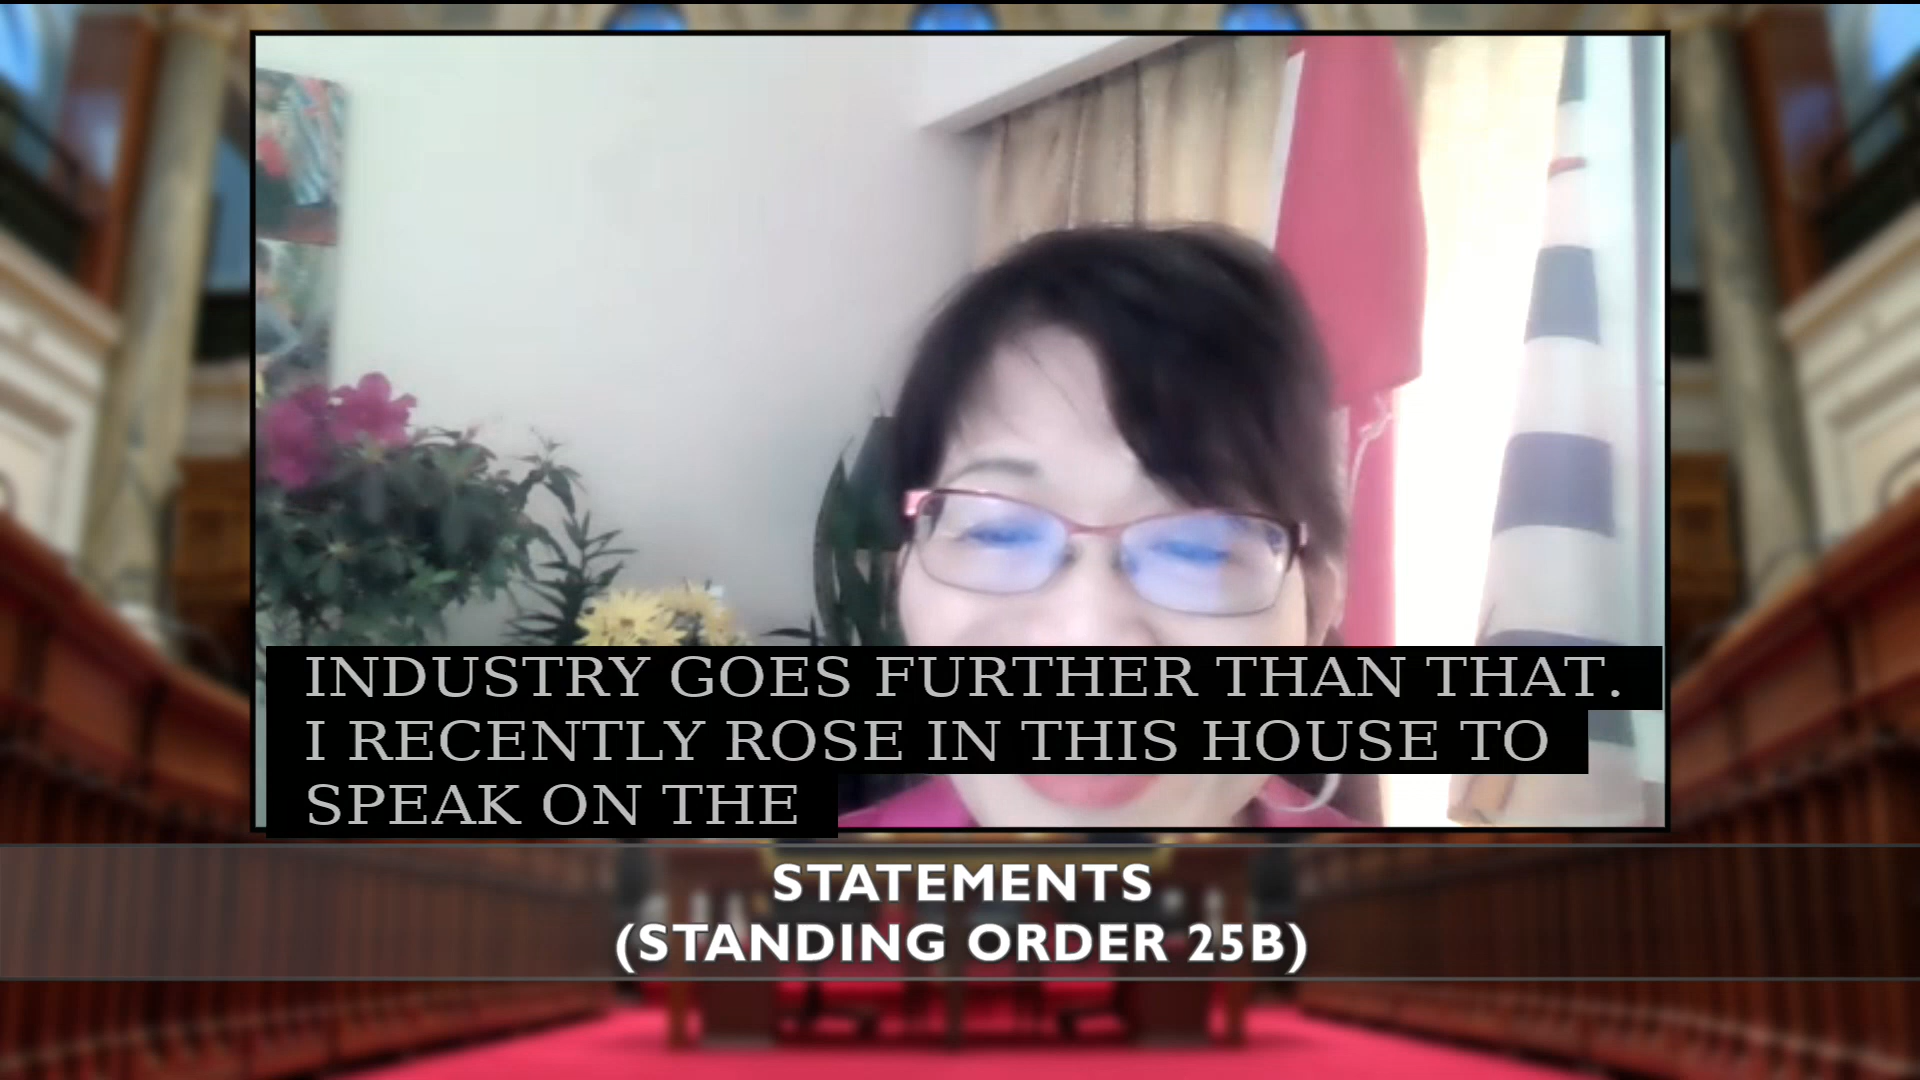 INDUSTRY GOES FURTHER THAN THAT.
I RECENTLY ROSE IN THIS HOUSE TO
SPEAK ON THE
STATEMENTS
(STANDING ORDER 25B)